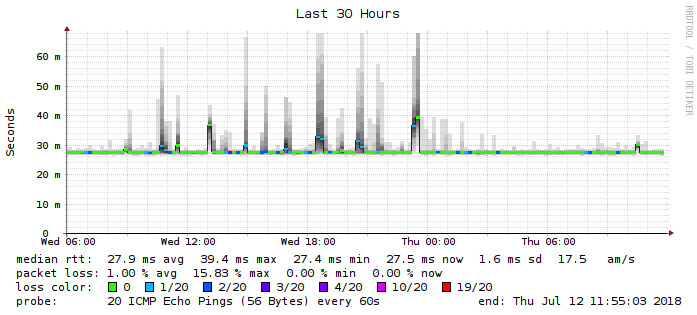 Last 30 Hours
RRDTOOL / TOBI OETIKER
Seconds
60 m
50 m
40 m
30 m
20 m
10 m
0
Wed 06:00 Wed 12:00 Wed 18:00 Thu 00:00 Thu 06:00
median rtt: 27.9 ms avg 39.4 ms max 27.4 ms min 27.5 ms now 1.6 ms sd 17.5 am/s
packet loss: 1.00 % avg 15.83 % max 0.00 % min 0.00 % now
loss color: 0 1/20 2/20 3/20 4/20 10/20 19/20
probe: 20 ICMP Echo Pings (56 Bytes) every 60s end: Thu Jul 12 11:55:03 2018